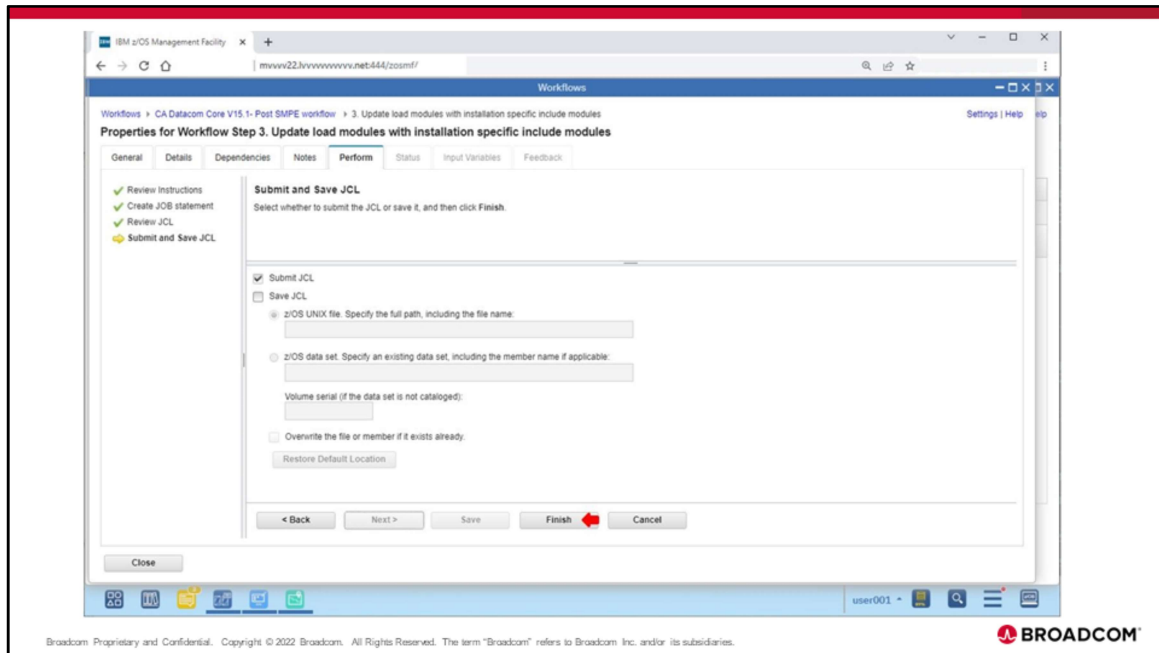 IBM z/OS Management Facility
mvvvv22.lvvvvvvvvvv.net:444/zosmf/
Workflows
Workflows CA Datacom Core V15.1- Post SMPE workflow 3. Update load modules with installation specific include modules
Settings | Help
elp
Properties for Workflow Step 3. Update load modules with installation specific include modules
General Details Dependencies Notes Perform Status Input Variables Feedback
Review Instructions
Create JOB statement
Review JCL
Submit and Save JCL
Submit and Save JCL
Select whether to submit the JCL or save it, and then click Finish.
Submit JCL
Save JCL
z/OS UNIX file. Specify the full path, including the file name:
z/OS data set. Specify an existing data set, including the member name if applicable:
Volume serial (if the data set is not cataloged):
Overwrite the file or member if it exists already.
Restore Default Location
< Back Next > Save Finish Cancel
Close
user001
Broadcom Proprietary and Confidential. Copyright © 2022 Broadcom. All Rights Reserved. The term “Broadcom” refers to Broadcom Inc. and/or its subsidiaries.
BROADCOM